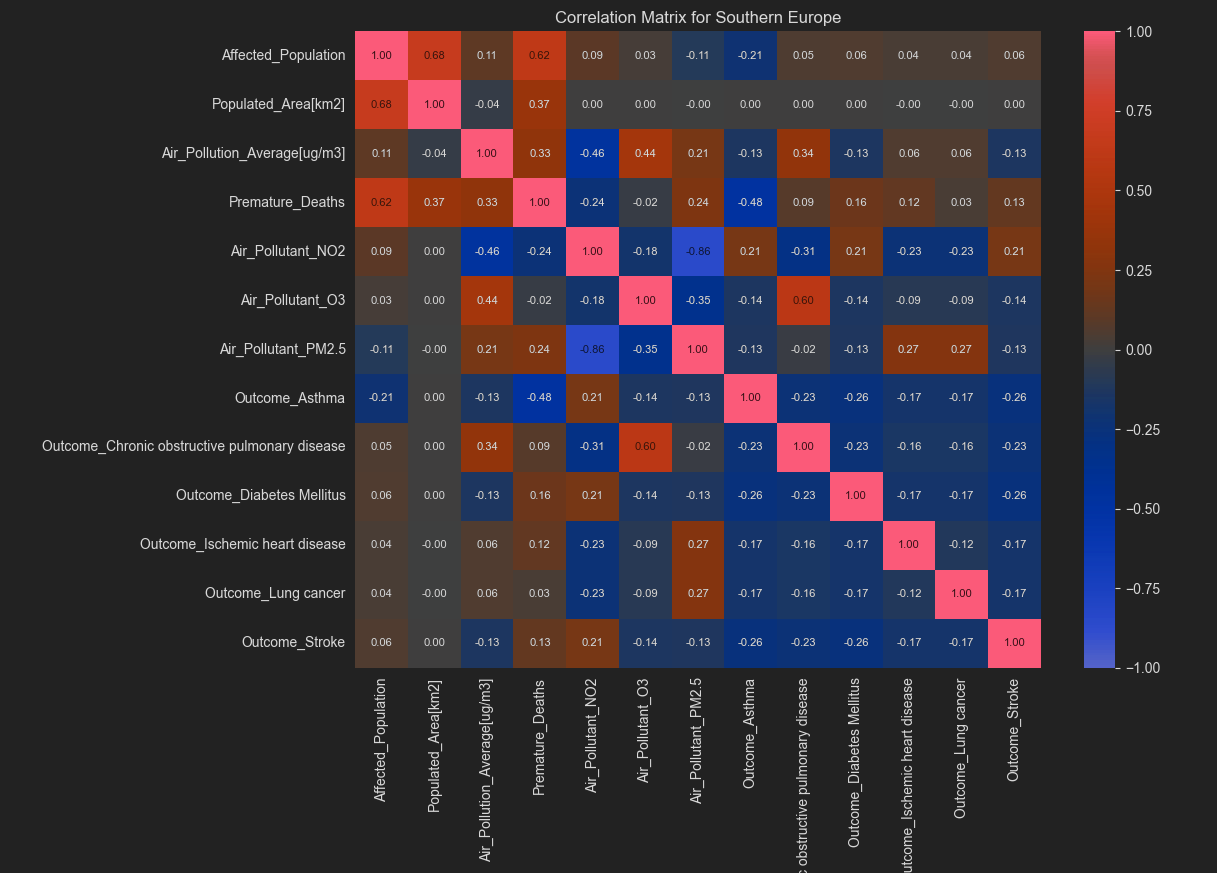 Correlation Matrix for Southern Europe
Affected_Population 1.00 0.68 0.11 0.62 0.09 0.03 -0.11 -0.21 0.05 0.06 0.04 0.04 0.06
Populated_Area[km2] 0.68 1.00 -0.04 0.37 0.00 0.00 -0.00 0.00 0.00 0.00 -0.00 -0.00 0.00
Air_Pollution_Average[ug/m3] 0.11 -0.04 1.00 0.33 -0.46 0.44 0.21 -0.13 0.34 -0.13 0.06 0.06 -0.13
Premature_Deaths 0.62 0.37 0.33 1.00 -0.24 -0.02 0.24 -0.48 0.09 0.16 0.12 0.03 0.13
Air_Pollutant_NO2 0.09 0.00 -0.46 -0.24 1.00 -0.18 -0.86 0.21 -0.31 0.21 -0.23 -0.23 0.21
Air_Pollutant_O3 0.03 0.00 0.44 -0.02 -0.18 1.00 -0.35 -0.14 0.60 -0.14 -0.09 -0.09 -0.14
Air_Pollutant_PM2.5 -0.11 -0.00 0.21 0.24 -0.86 -0.35 1.00 -0.13 -0.02 -0.13 0.27 0.27 -0.13
Outcome_Asthma -0.21 0.00 -0.13 -0.48 0.21 -0.14 -0.13 1.00 -0.23 -0.26 -0.17 -0.17 -0.26
Outcome_Chronic obstructive pulmonary disease 0.05 0.00 0.34 0.09 -0.31 0.60 -0.02 -0.23 1.00 -0.23 -0.16 -0.16 -0.23
Outcome_Diabetes Mellitus 0.06 0.00 -0.13 0.16 0.21 -0.14 -0.13 -0.26 -0.23 1.00 -0.17 -0.17 -0.26
Outcome_Ischemic heart disease 0.04 -0.00 0.06 0.12 -0.23 -0.09 0.27 -0.17 -0.16 -0.17 1.00 -0.12 -0.17
Outcome_Lung cancer 0.04 -0.00 0.06 0.03 -0.23 -0.09 0.27 -0.17 -0.16 -0.17 -0.12 1.00 -0.17
Outcome_Stroke 0.06 0.00 -0.13 0.13 0.21 -0.14 -0.13 -0.26 -0.23 -0.26 -0.17 -0.17 1.00
Affected_Population
Populated_Area[km2]
Air_Pollution_Average[ug/m3]
Premature_Deaths
Air_Pollutant_NO2
Air_Pollutant_O3
Air_Pollutant_PM2.5
Outcome_Asthma
c obstructive pulmonary disease
Outcome_Diabetes Mellitus
utcome_Ischemic heart disease
Outcome_Lung cancer
Outcome_Stroke
1.00
0.75
0.50
0.25
0.00
−0.25
−0.50
−0.75
−1.00